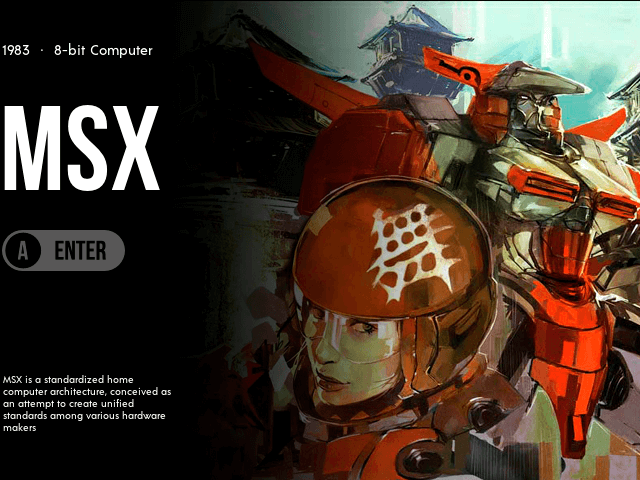 1983 · 8-bit Computer
MSX
A ENTER
MSX is a standardized home
computer architecture, conceived as
an attempt to create unified
standards among various hardware
makers